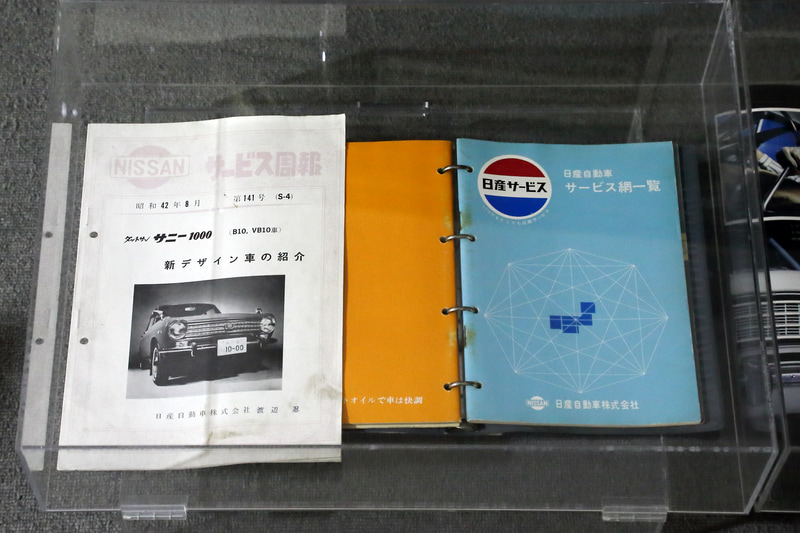 NISSAN
サービス周報
昭和42年8月 第141号 (S-4)
ダットサン サニー1000 (B10, VB10車)
新デザイン車の紹介
10-00
日産自動車株式会社渡辺
オイルで車は快調
日産サービス
日産自動車
サービス網一覧
NISSAN 日産自動車株式会社